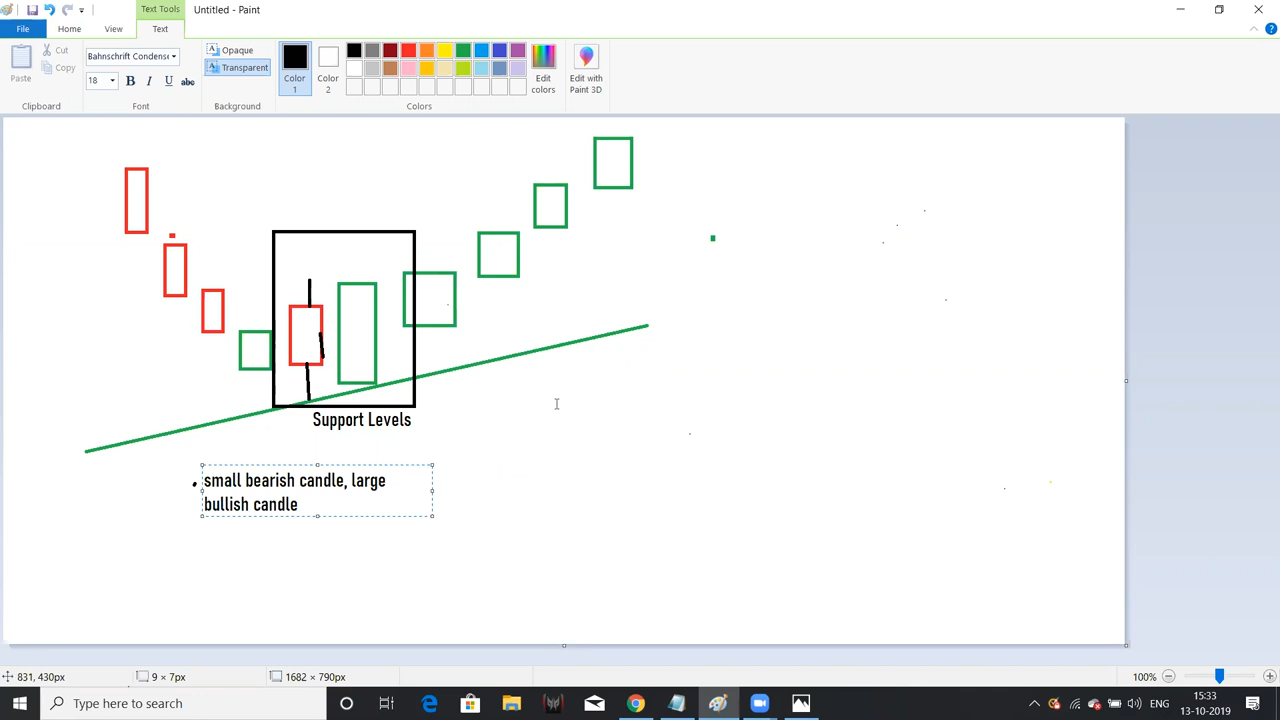 Text Tools
Untitled - Paint
File
Home
View
Text
Paste
Cut
Copy
Clipboard
Bahnschrift Condens
18
B
I
U
abc
Font
Opaque
Transparent
Background
Color
1
Color
2
Colors
Edit
colors
Edit with
Paint 3D
Support Levels
small bearish candle, large
bullish candle
831, 430px
9 × 7px
1682 × 790px
100%
Type here to search
ENG
15:33
13-10-2019